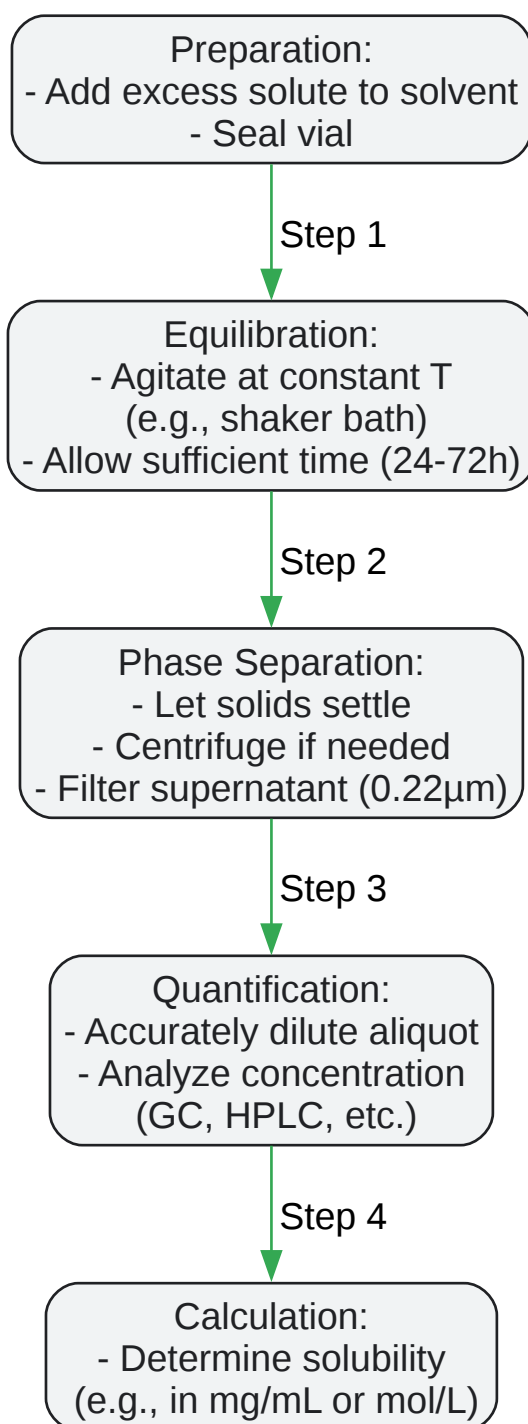 Preparation:
- Add excess solute to solvent
- Seal vial
Step 1
Equilibration:
- Agitate at constant T
(e.g., shaker bath)
- Allow sufficient time (24-72h)
Step 2
Phase Separation:
- Let solids settle
- Centrifuge if needed
- Filter supernatant (0.22µm)
Step 3
Quantification:
- Accurately dilute aliquot
- Analyze concentration
(GC, HPLC, etc.)
Step 4
Calculation:
- Determine solubility
(e.g., in mg/mL or mol/L)